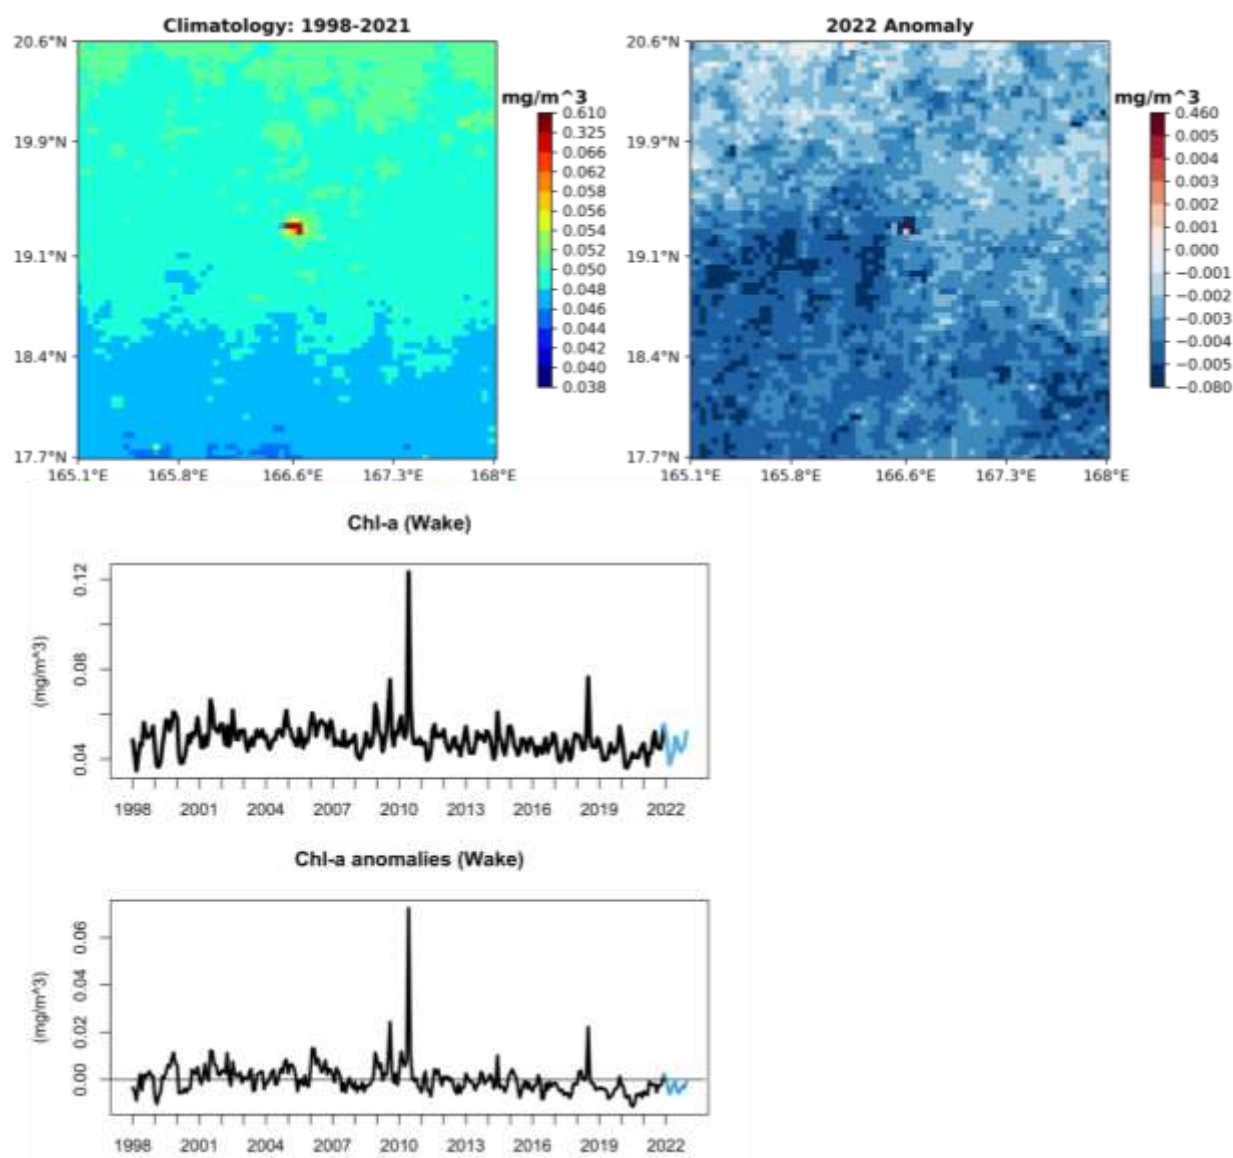 Climatology: 1998-2021
20.6°N
19.9°N
19.1°N
18.4°N
17.7°N
165.1°E 165.8°E 166.6°E 167.3°E 168°E
mg/m^3
0.610
0.325
0.066
0.062
0.058
0.056
0.054
0.052
0.050
0.048
0.046
0.044
0.042
0.040
0.038
2022 Anomaly
20.6°N
19.9°N
19.1°N
18.4°N
17.7°N
165.1°E 165.8°E 166.6°E 167.3°E 168°E
mg/m^3
0.460
0.005
0.004
0.003
0.002
0.001
0.000
−0.001
−0.002
−0.003
−0.004
−0.005
−0.080
Chl-a (Wake)
(mg/m^3)
0.12
0.08
0.04
1998 2001 2004 2007 2010 2013 2016 2019 2022
Chl-a anomalies (Wake)
(mg/m^3)
0.06
0.04
0.02
0.00
1998 2001 2004 2007 2010 2013 2016 2019 2022